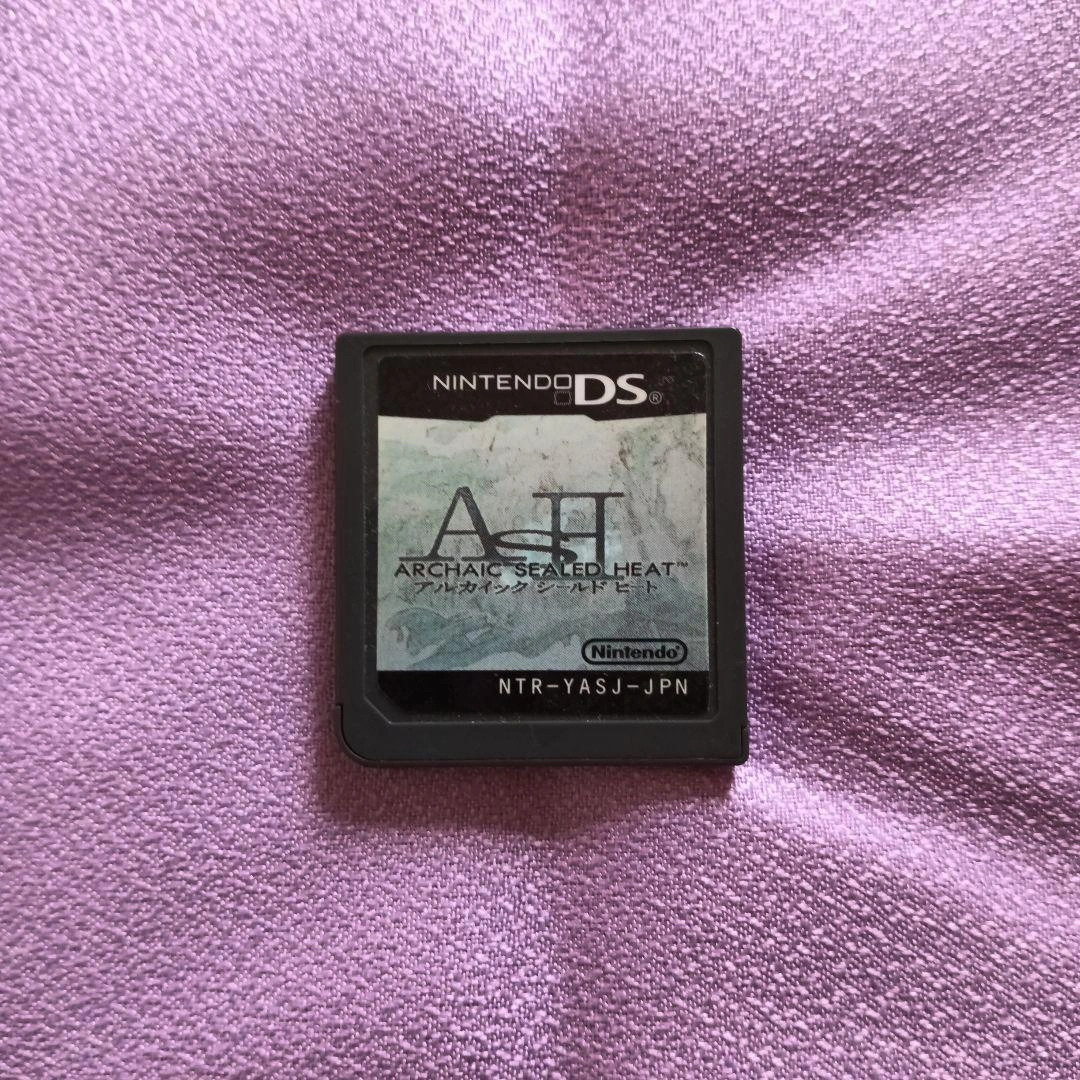 NINTENDO DS®
ASH
ARCHAIC SEALED HEAT™
アルカイック シールド ヒート
Nintendo®
NTR-YASJ-JPN